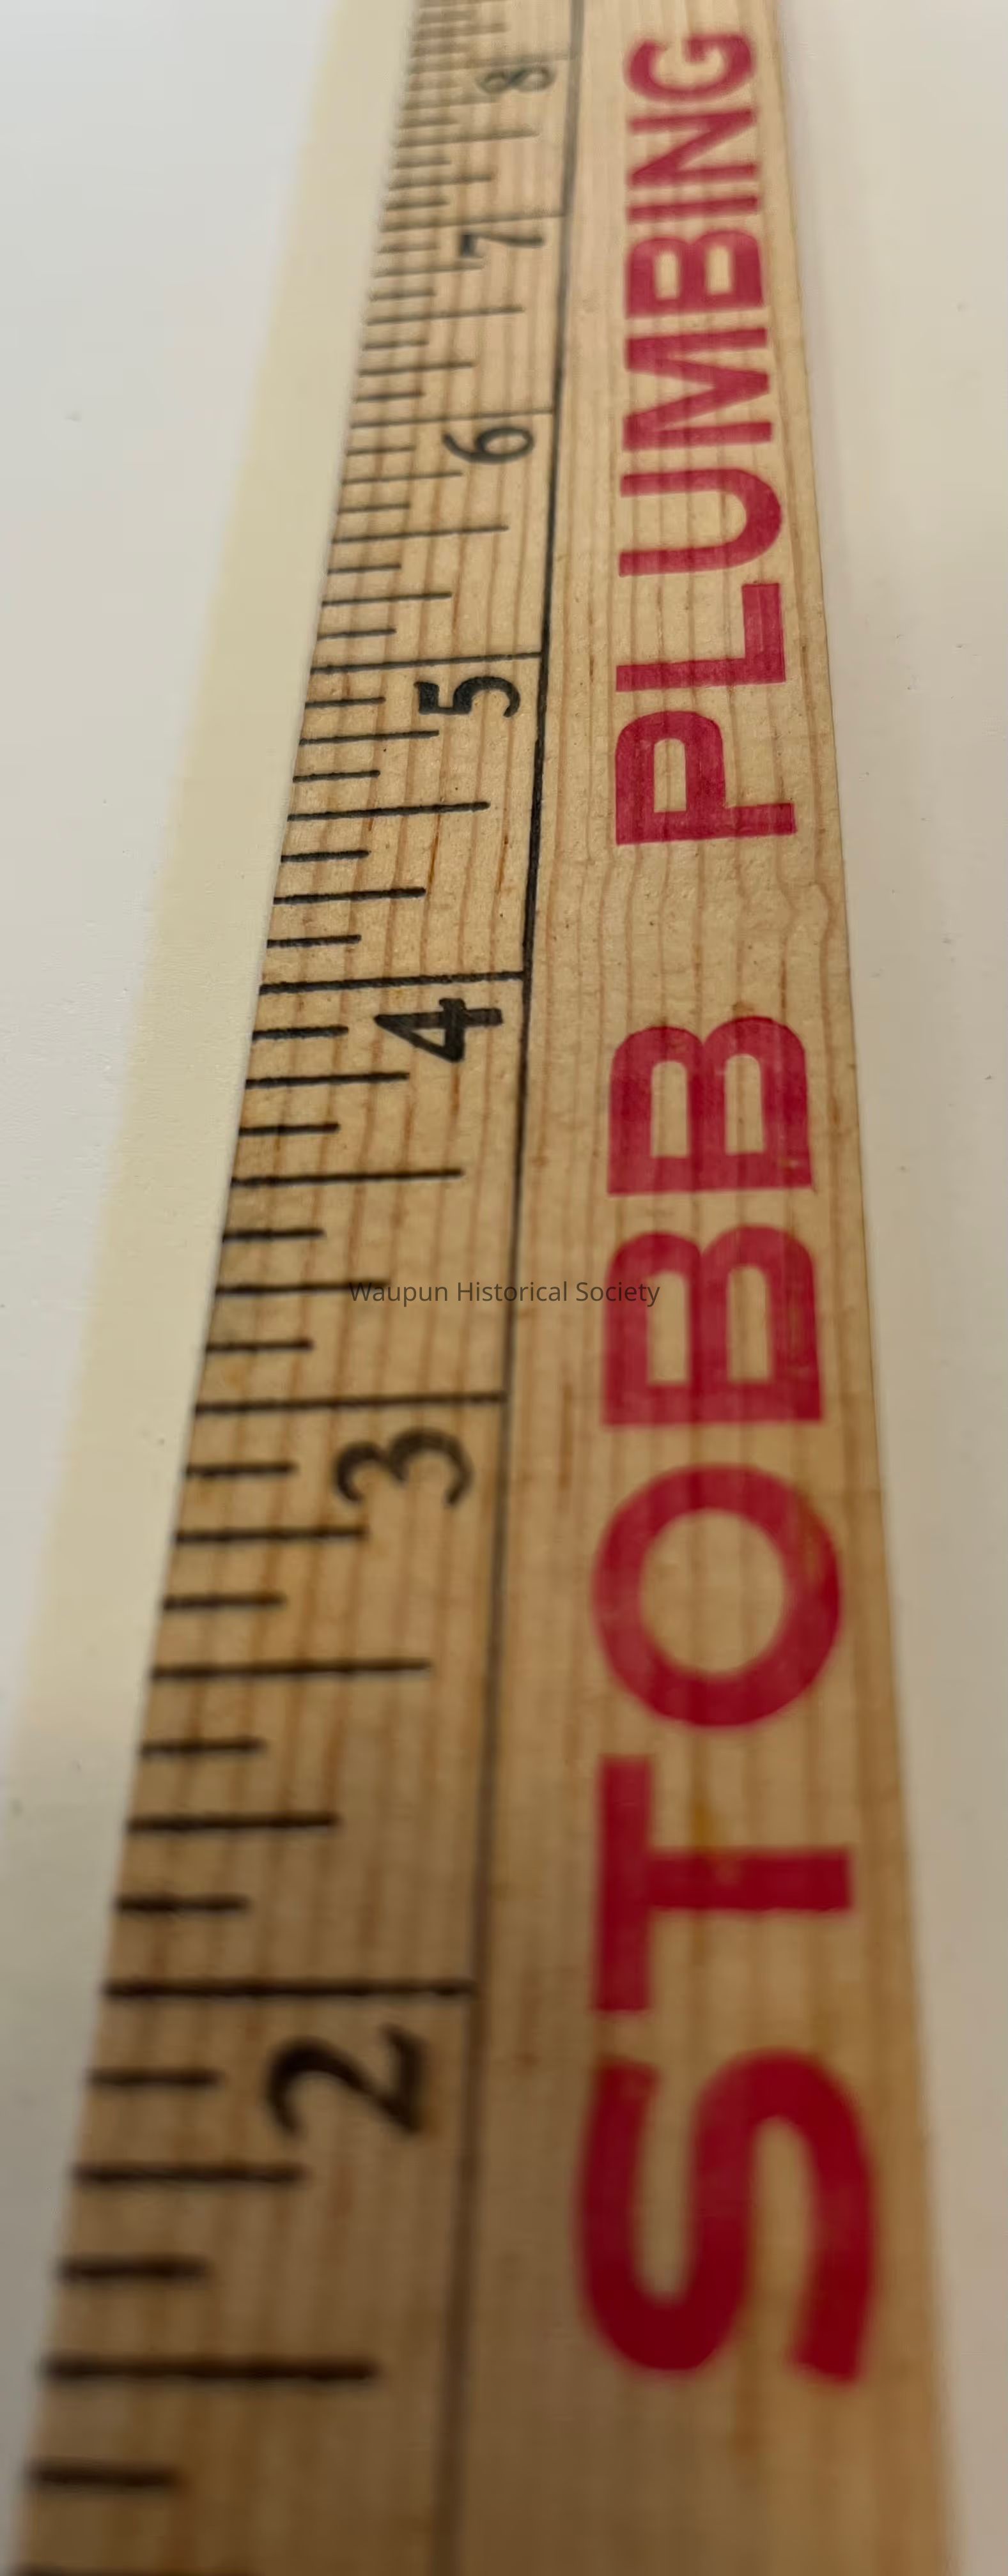 STOBB PLUMBING
2 3 4 5 6 7 8
Waupun Historical Society